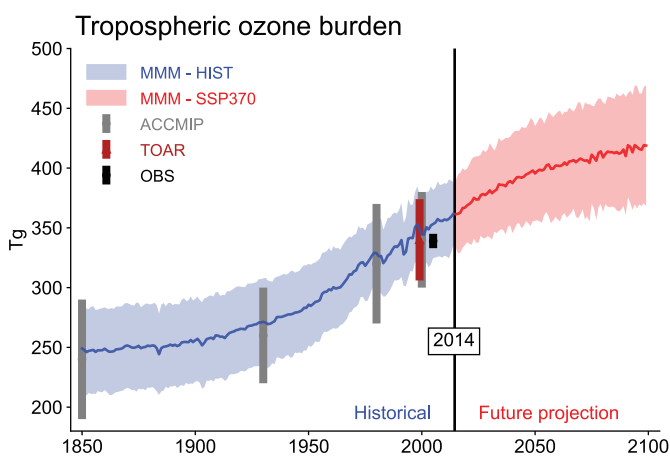 Tropospheric ozone burden
500
450
400
350
300
250
200
Tg
MMM - HIST
MMM - SSP370
ACCMIP
TOAR
OBS
2014
Historical
Future projection
1850
1900
1950
2000
2050
2100